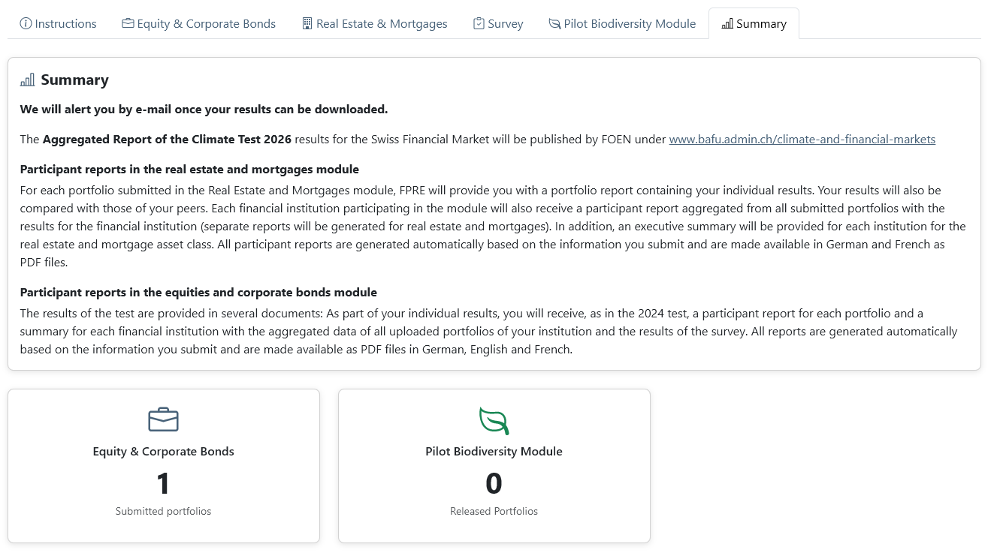 Instructions
Equity & Corporate Bonds
Real Estate & Mortgages
Survey
Pilot Biodiversity Module
Summary
Summary
We will alert you by e-mail once your results can be downloaded.
The Aggregated Report of the Climate Test 2026 results for the Swiss Financial Market will be published by FOEN under www.bafu.admin.ch/climate-and-financial-markets
Participant reports in the real estate and mortgages module
For each portfolio submitted in the Real Estate and Mortgages module, FPRE will provide you with a portfolio report containing your individual results. Your results will also be
compared with those of your peers. Each financial institution participating in the module will also receive a participant report aggregated from all submitted portfolios with the
results for the financial institution (separate reports will be generated for real estate and mortgages). In addition, an executive summary will be provided for each institution for the
real estate and mortgage asset class. All participant reports are generated automatically based on the information you submit and are made available in German and French as
PDF files.
Participant reports in the equities and corporate bonds module
The results of the test are provided in several documents: As part of your individual results, you will receive, as in the 2024 test, a participant report for each portfolio and a
summary for each financial institution with the aggregated data of all uploaded portfolios of your institution and the results of the survey. All reports are generated automatically
based on the information you submit and are made available as PDF files in German, English and French.
Equity & Corporate Bonds
1
Submitted portfolios
Pilot Biodiversity Module
0
Released Portfolios